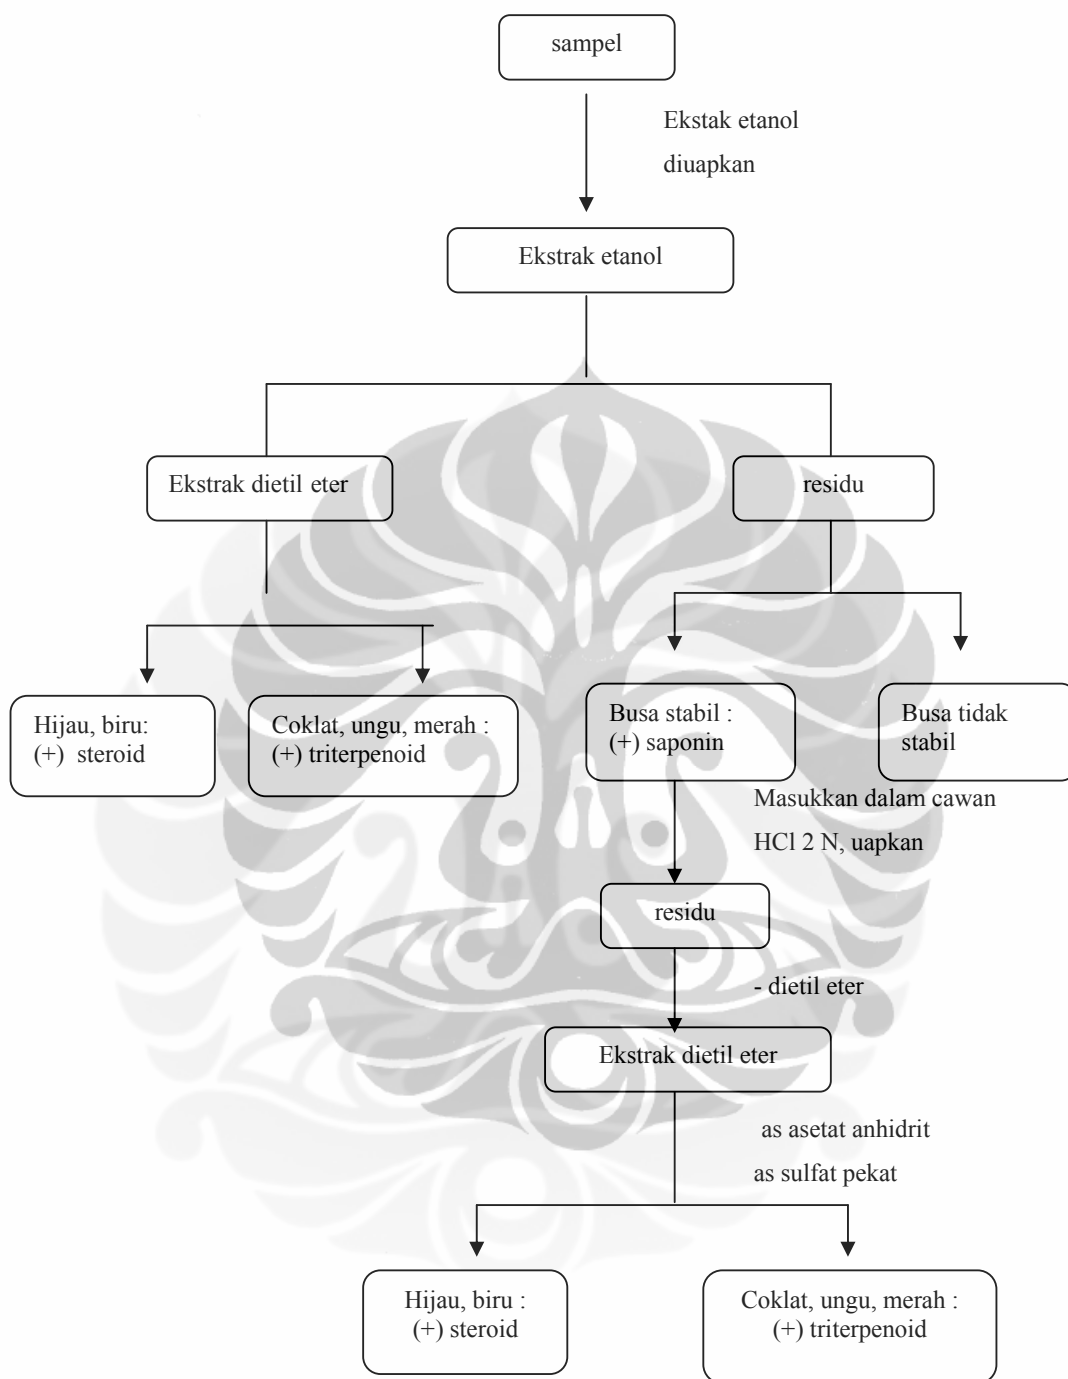 sampel
Ekstak etanol
diuapkan
Ekstrak etanol
Ekstrak dietil eter
residu
Hijau, biru:
(+) steroid
Coklat, ungu, merah :
(+) triterpenoid
Busa stabil :
(+) saponin
Busa tidak
stabil
Masukkan dalam cawan
HCl 2 N, uapkan
residu
- dietil eter
Ekstrak dietil eter
as asetat anhidrit
as sulfat pekat
Hijau, biru :
(+) steroid
Coklat, ungu, merah :
(+) triterpenoid